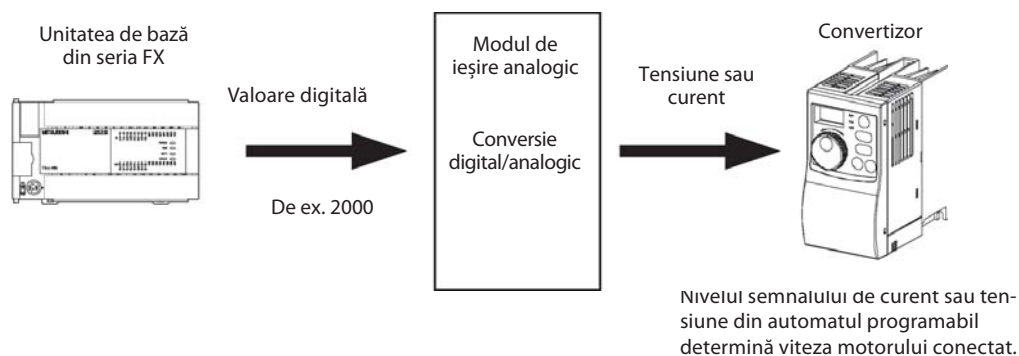 Unitatea de bază
din seria FX
Valoare digitală
De ex. 2000
Modul de
ieșire analogic
Conversie
digital/analogic
Tensiune sau
curent
Convertizor
MITSUBISHI
Nivelul semnalului de curent sau ten-
siune din automatul programabil
determină viteza motorului conectat.